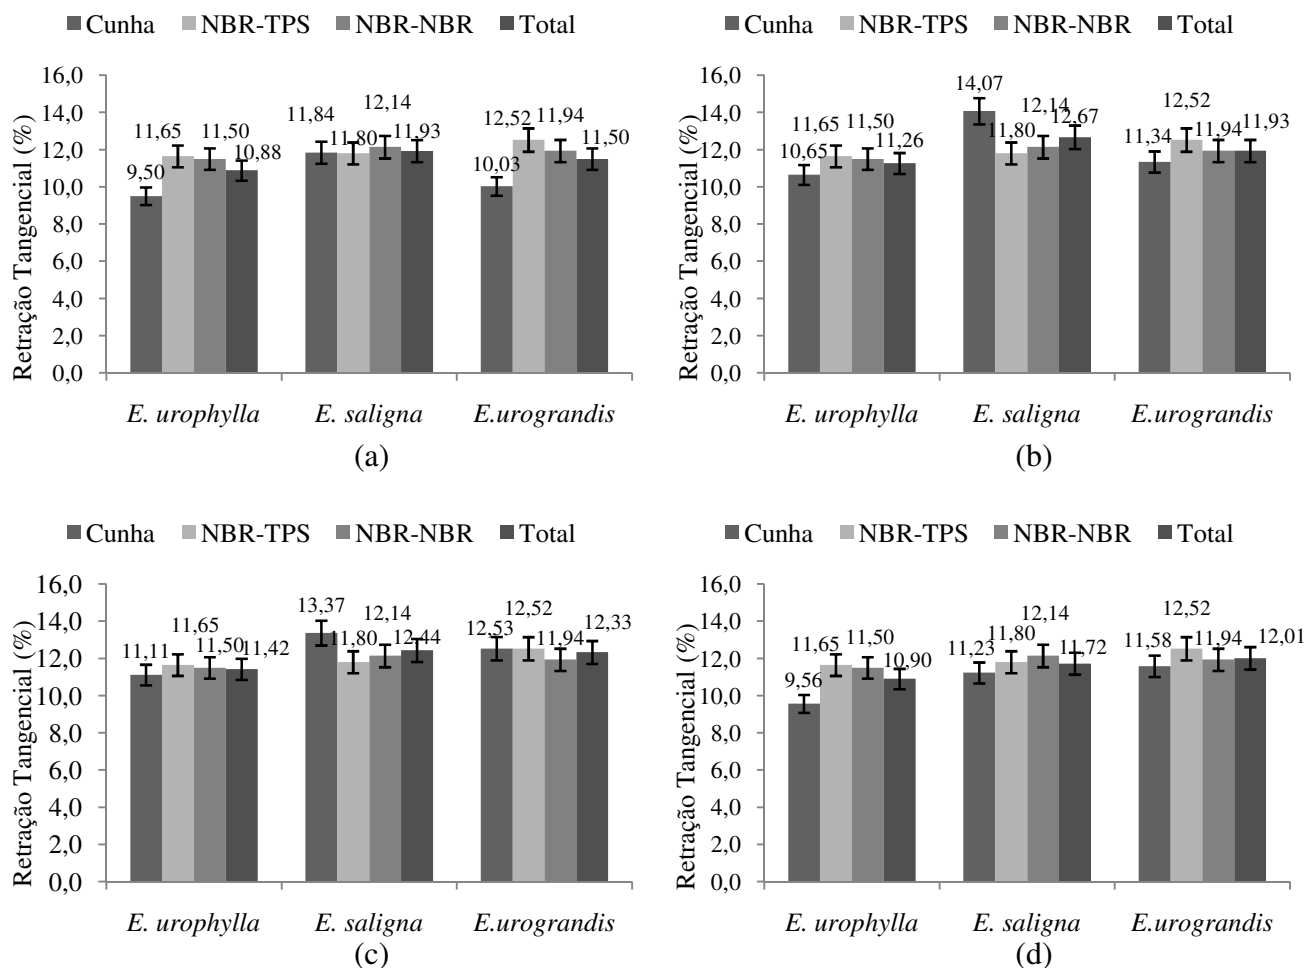 Cunha NBR-TPS NBR-NBR Total
Retração Tangencial (%)
16,0
14,0
12,0
10,0
8,0
6,0
4,0
2,0
0,0
9,50 11,65 11,50 10,88
11,84 11,80 12,14 11,93
10,03 12,52 11,94 11,50
E. urophylla E. saligna E.urograndis
(a)
Cunha NBR-TPS NBR-NBR Total
Retração Tangencial (%)
16,0
14,0
12,0
10,0
8,0
6,0
4,0
2,0
0,0
10,65 11,65 11,50 11,26
14,07 11,80 12,14 12,67
11,34 12,52 11,94 11,93
E. urophylla E. saligna E.urograndis
(b)
Cunha NBR-TPS NBR-NBR Total
Retração Tangencial (%)
16,0
14,0
12,0
10,0
8,0
6,0
4,0
2,0
0,0
11,11 11,65 11,50 11,42
13,37 11,80 12,14 12,44
12,53 12,52 11,94 12,33
E. urophylla E. saligna E.urograndis
(c)
Cunha NBR-TPS NBR-NBR Total
Retração Tangencial (%)
16,0
14,0
12,0
10,0
8,0
6,0
4,0
2,0
0,0
9,56 11,65 11,50 10,90
11,23 11,80 12,14 11,72
11,58 12,52 11,94 12,01
E. urophylla E. saligna E.urograndis
(d)